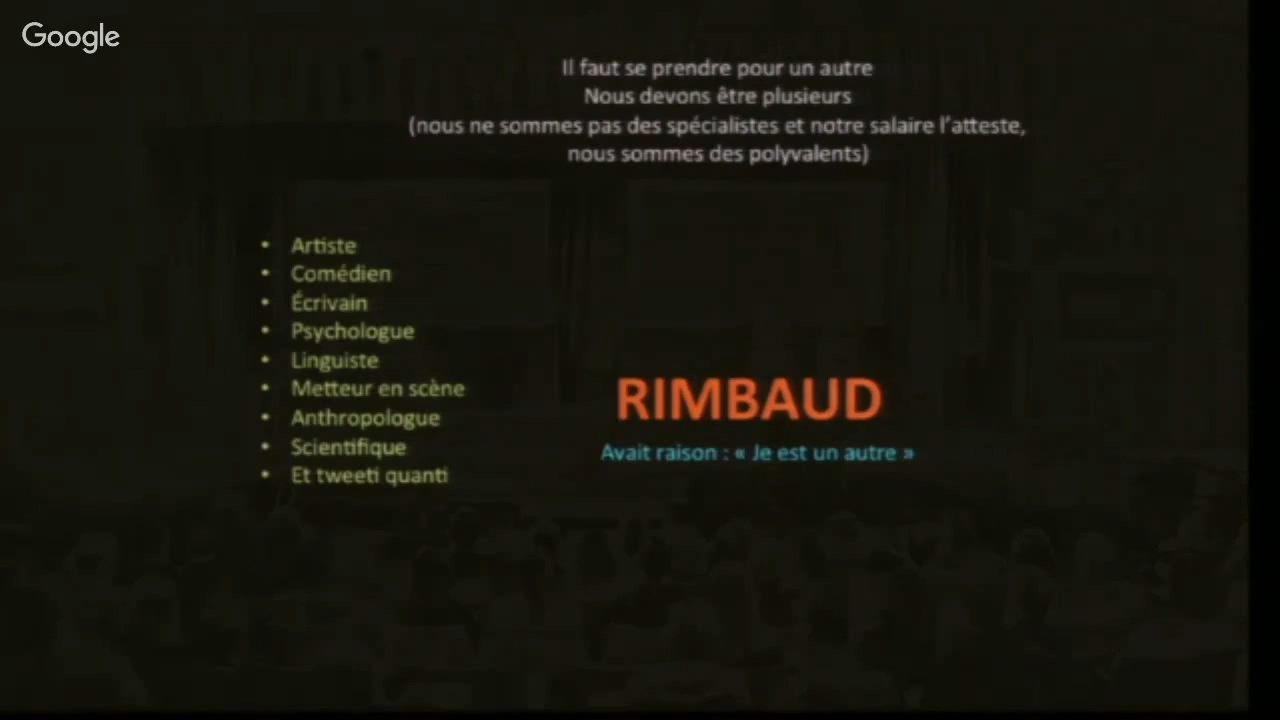 Google
Il faut se prendre pour un autre
Nous devons être plusieurs
(nous ne sommes pas des spécialistes et notre salaire l'atteste,
nous sommes des polyvalents)
• Artiste
• Comédien
• Écrivain
• Psychologue
• Linguiste
• Metteur en scène
• Anthropologue
• Scientifique
• Et tweeti quanti
RIMBAUD
Avait raison : « Je est un autre »